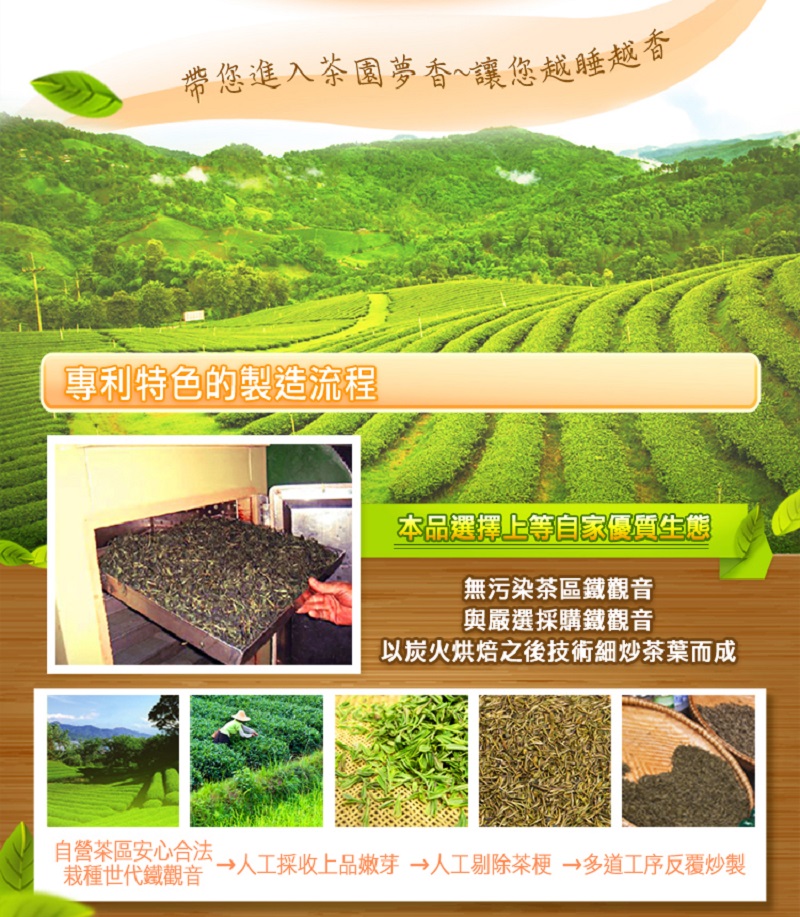 帶您進入茶園夢香~讓您越睡越香
專利特色的製造流程
本品選擇上等自家優質生態
無污染茶區鐵觀音
與嚴選採購鐵觀音
以炭火烘焙之後技術細炒茶葉而成
自營茶區安心合法
栽種世代鐵觀音
→人工採收上品嫩芽
→人工剔除茶梗
→多道工序反覆炒製